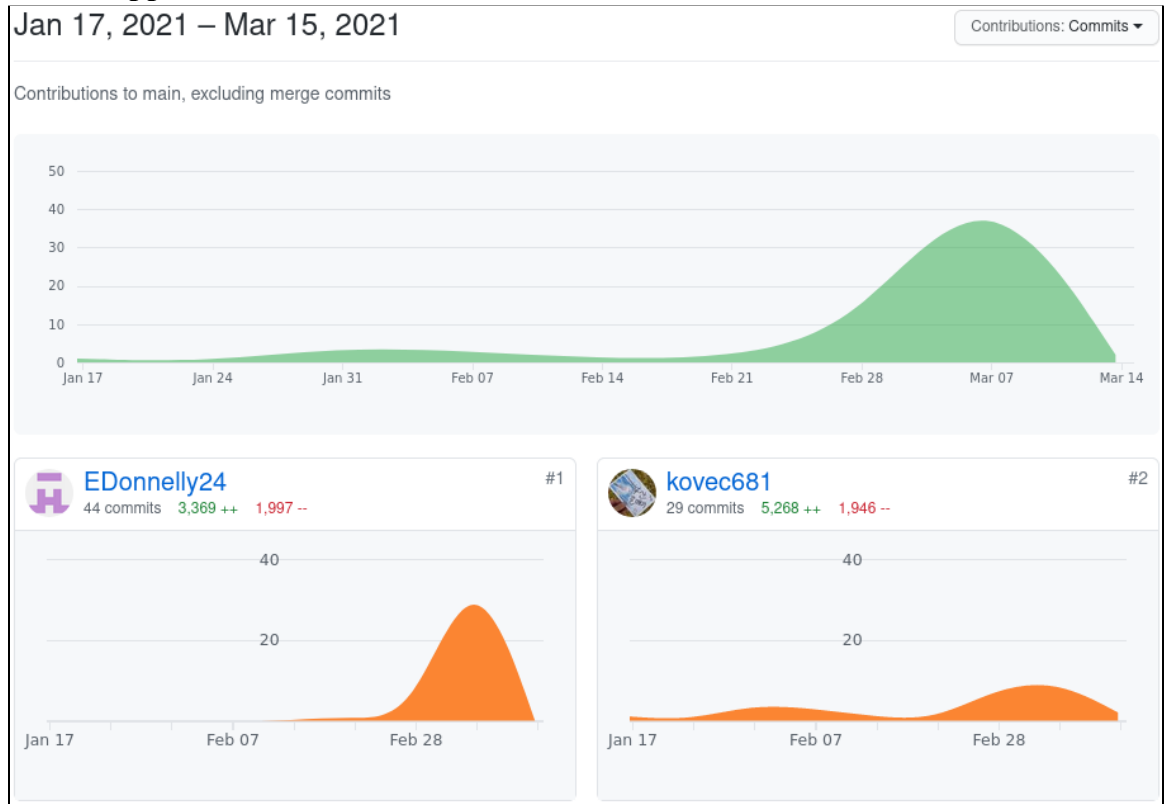 Jan 17, 2021 – Mar 15, 2021
Contributions: Commits
Contributions to main, excluding merge commits
50
40
30
20
10
0
Jan 17 Jan 24 Jan 31 Feb 07 Feb 14 Feb 21 Feb 28 Mar 07 Mar 14
EDonnelly24 #1
44 commits 3,369 ++ 1,997 --
40
20
Jan 17 Feb 07 Feb 28
kovec681 #2
29 commits 5,268 ++ 1,946 --
40
20
Jan 17 Feb 07 Feb 28